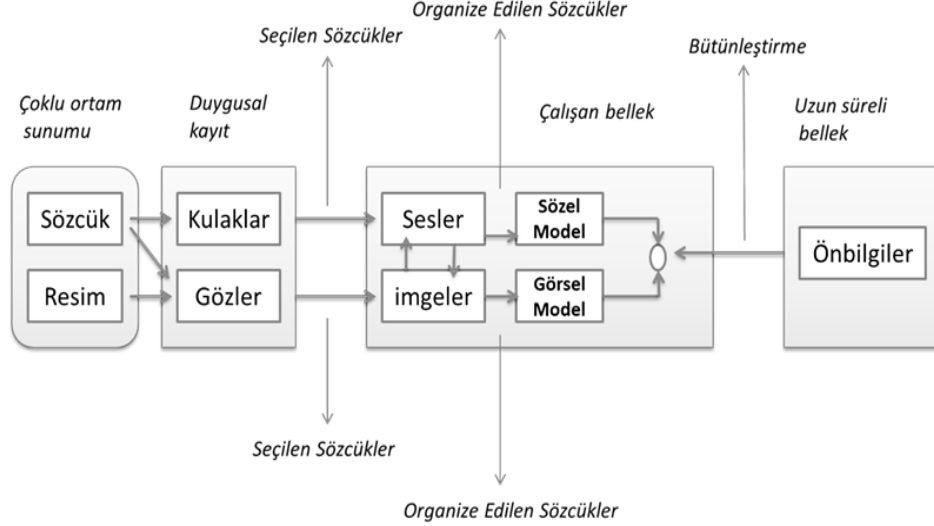 Organize Edilen Sözcükler
Seçilen Sözcükler
Bütünleştirme
Çoklu ortam
sunumu
Duygusal
kayıt
Çalışan bellek
Uzun süreli
bellek
Sözcük
Kulaklar
Sesler
Sözel
Model
Önbilgiler
Resim
Gözler
imgeler
Görsel
Model
Seçilen Sözcükler
Organize Edilen Sözcükler